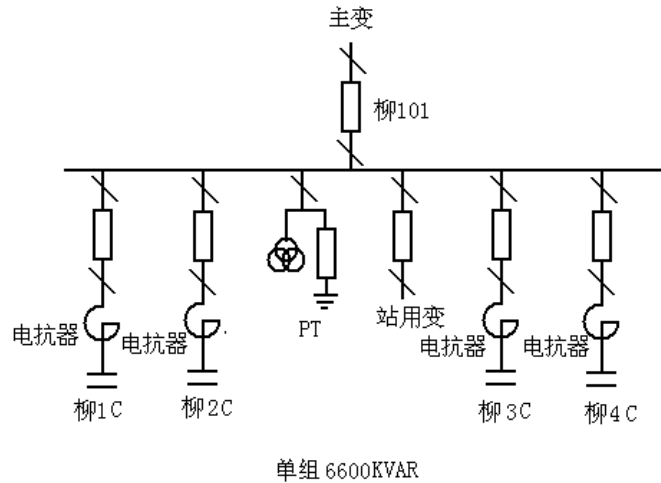 主变
柳101
电抗器
电抗器
PT
站用变
电抗器
电抗器
柳1C
柳2C
柳3C
柳4C
单组6600KVAR